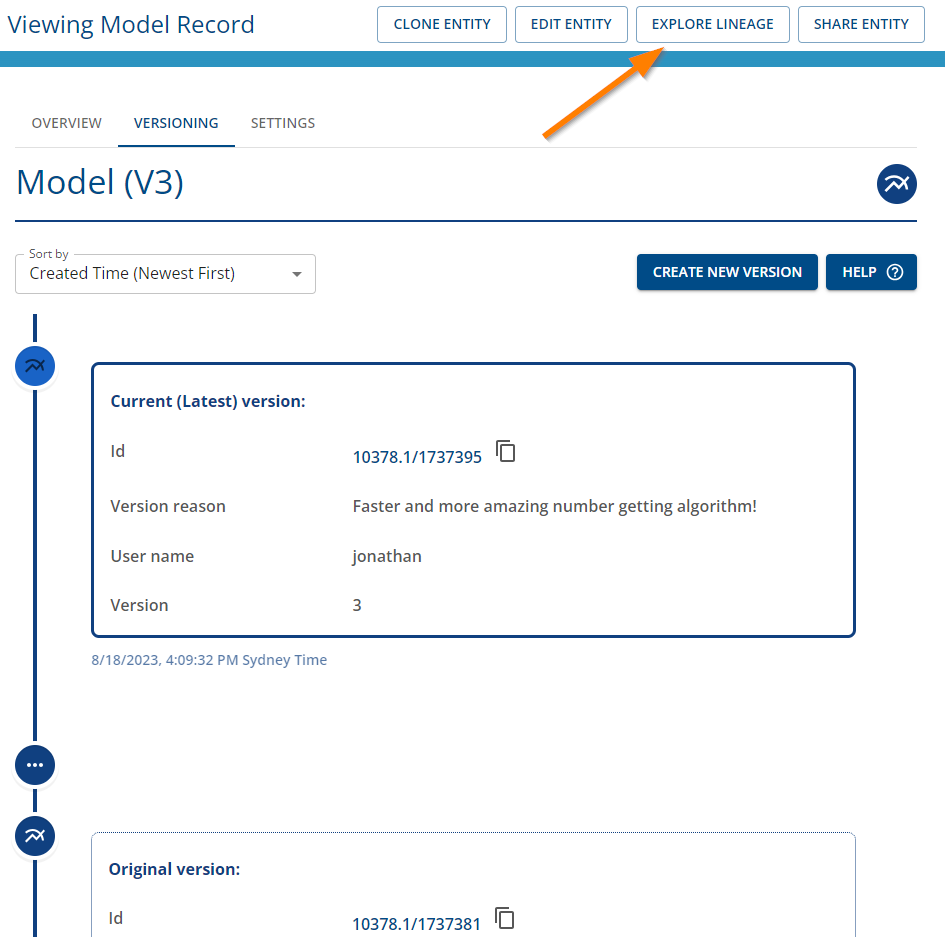 Viewing Model Record
CLONE ENTITY
EDIT ENTITY
EXPLORE LINEAGE
SHARE ENTITY
OVERVIEW
VERSIONING
SETTINGS
Model (V3)
Sort by
Created Time (Newest First)
CREATE NEW VERSION
HELP ?
Current (Latest) version:
Id 10378.1/1737395
Version reason Faster and more amazing number getting algorithm!
User name jonathan
Version 3
8/18/2023, 4:09:32 PM Sydney Time
Original version:
Id 10378.1/1737381